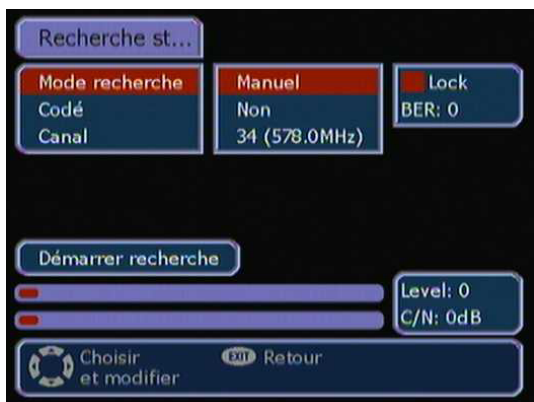 Recherche st...
Mode recherche Manuel
Codé Non
Canal 34 (578.0MHz)
Lock
BER: 0
Démarrer recherche
Level: 0
C/N: 0dB
Choisir
et modifier
EXIT Retour